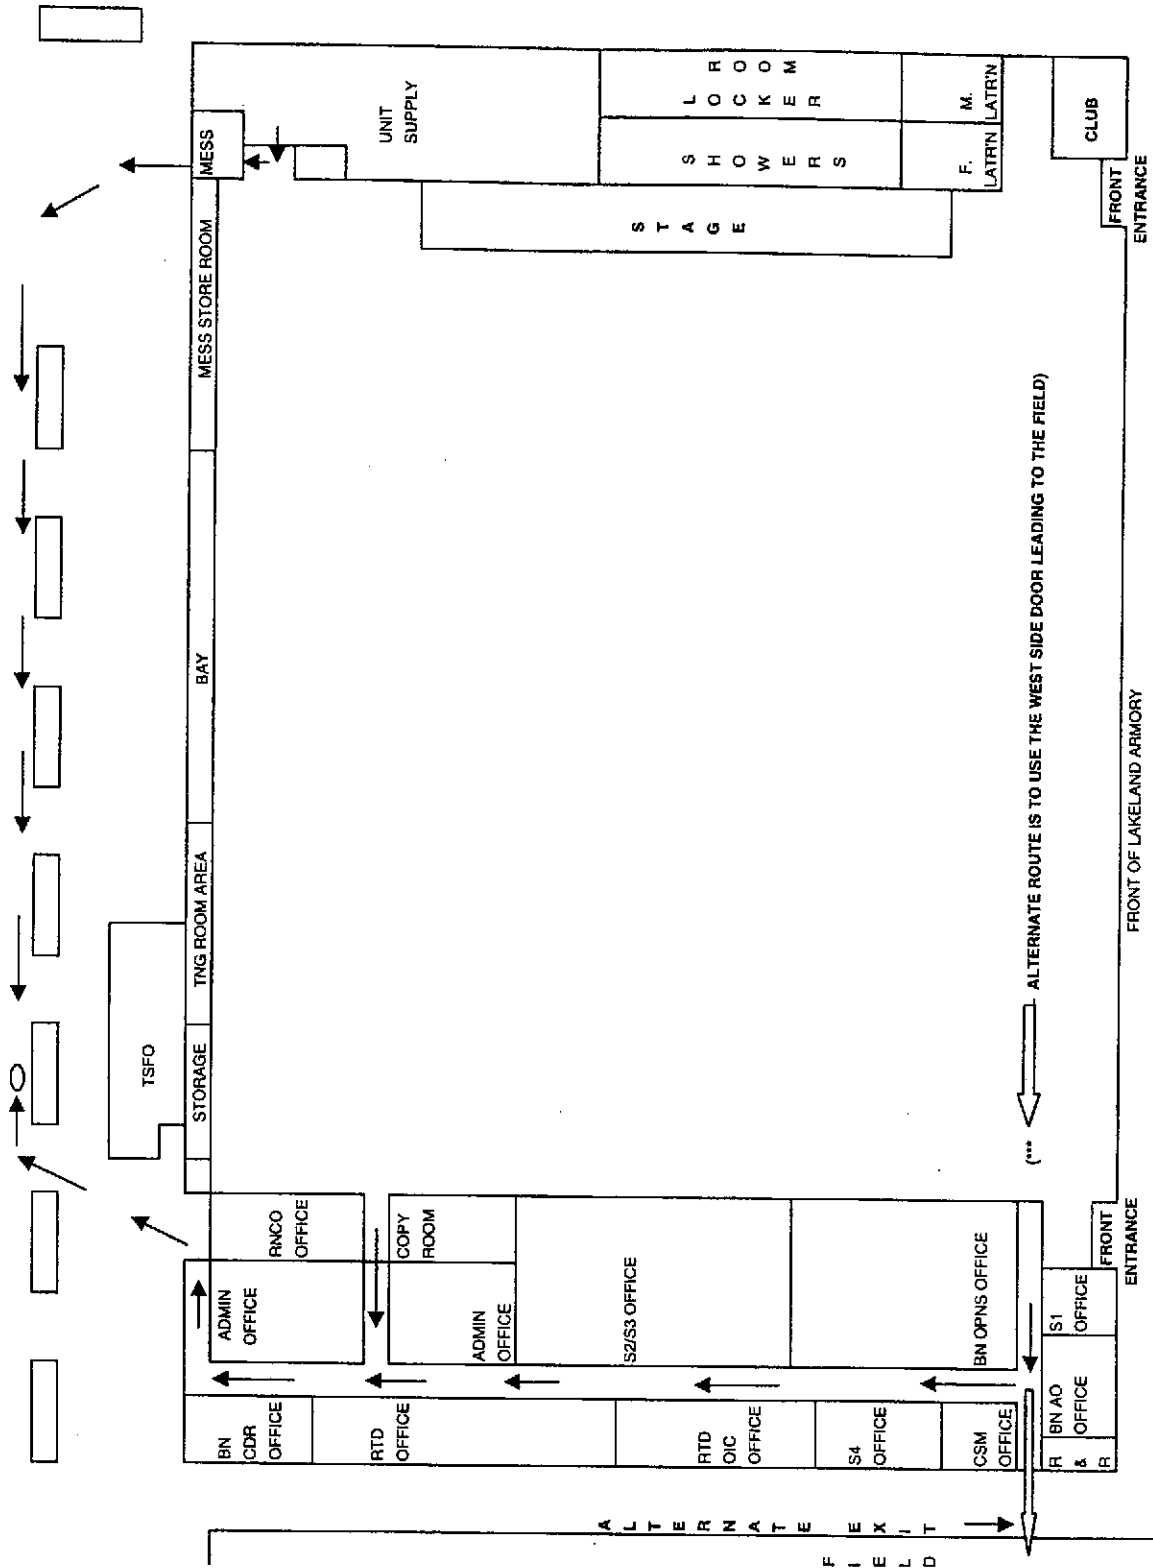 MESS
UNIT
SUPPLY
LOCKER
ROOM
SHOWERS
M.
LATR'N
F.
LATR'N
CLUB
FRONT
ENTRANCE
STAGE
MESS STORE ROOM
BAY
TNG ROOM AREA
STORAGE
TSFO
(*** ALTERNATE ROUTE IS TO USE THE WEST SIDE DOOR LEADING TO THE FIELD)
FRONT OF LAKELAND ARMORY
RNCO
OFFICE
COPY
ROOM
ADMIN
OFFICE
ADMIN
OFFICE
S2/S3 OFFICE
BN OPNS OFFICE
FRONT
ENTRANCE
S1
OFFICE
BN AO
OFFICE
R
&
R
BN
CDR
OFFICE
RTD
OFFICE
RTD
OIC
OFFICE
S4
OFFICE
CSM
OFFICE
ALTERNATE EXIT
FIELD